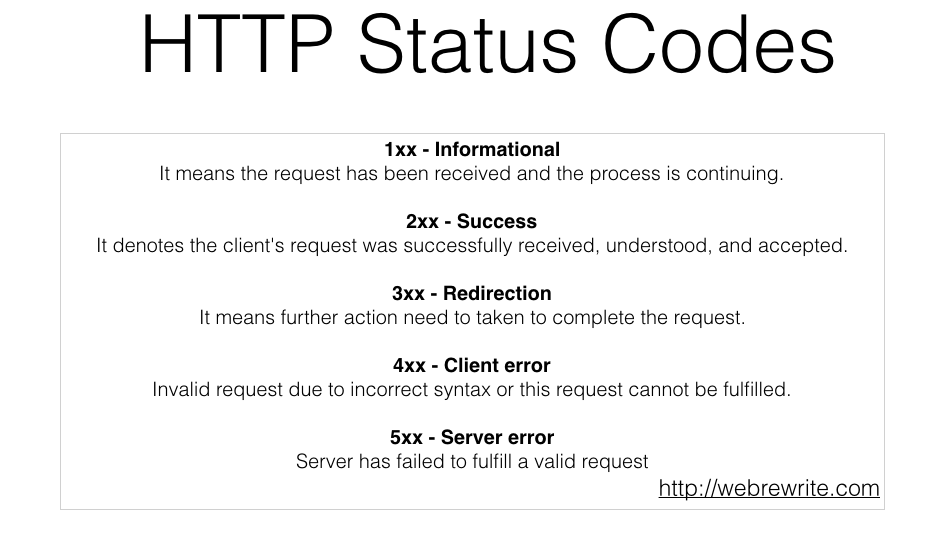 HTTP Status Codes
1xx - Informational
It means the request has been received and the process is continuing.
2xx - Success
It denotes the client's request was successfully received, understood, and accepted.
3xx - Redirection
It means further action need to taken to complete the request.
4xx - Client error
Invalid request due to incorrect syntax or this request cannot be fulfilled.
5xx - Server error
Server has failed to fulfill a valid request
http://webrewrite.com